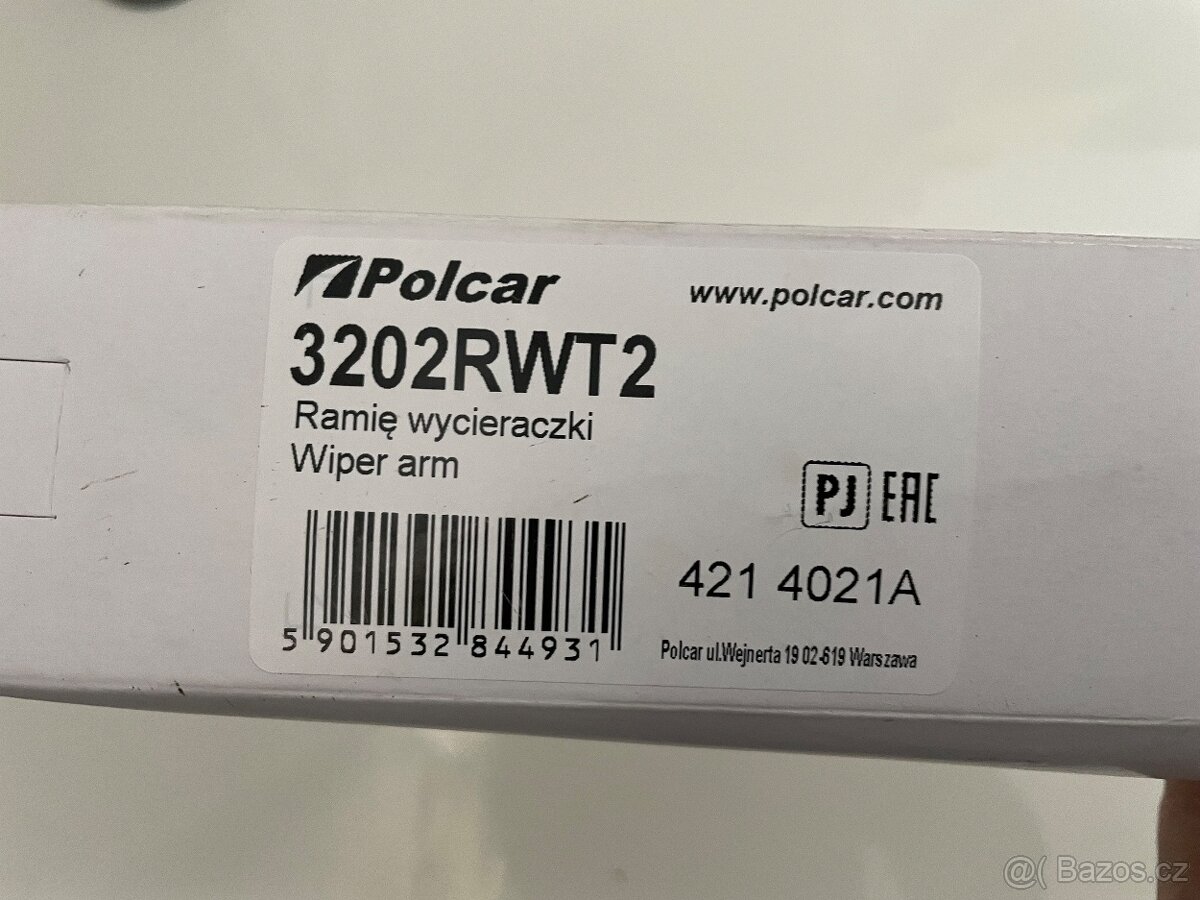 Polcar
www.polcar.com
3202RWT2
Ramię wycieraczki
Wiper arm
PJ EAC
421 4021A
5 901532 844931
Polcar ul.Wejnerta 19 02-619 Warszawa
@( Bazos.cz